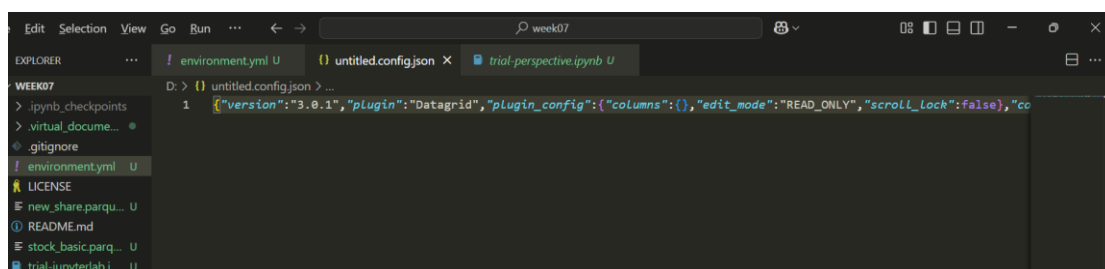 Edit Selection View Go Run ··· ← → week07
EXPLORER ···
! environment.yml U
{} untitled.config.json ×
trial-perspective.ipynb U
···
WEEK07
D: > {} untitled.config.json > ...
> .ipynb_checkpoints
> .virtual_docume...
.gitignore
! environment.yml U
LICENSE
new_share.parqu... U
README.md
stock_basic.parq... U
trial-jupyterlab.i... U
1 {"version":"3.0.1","plugin":"Datagrid","plugin_config":{"columns":{},"edit_mode":"READ_ONLY","scroll_lock":false},"co